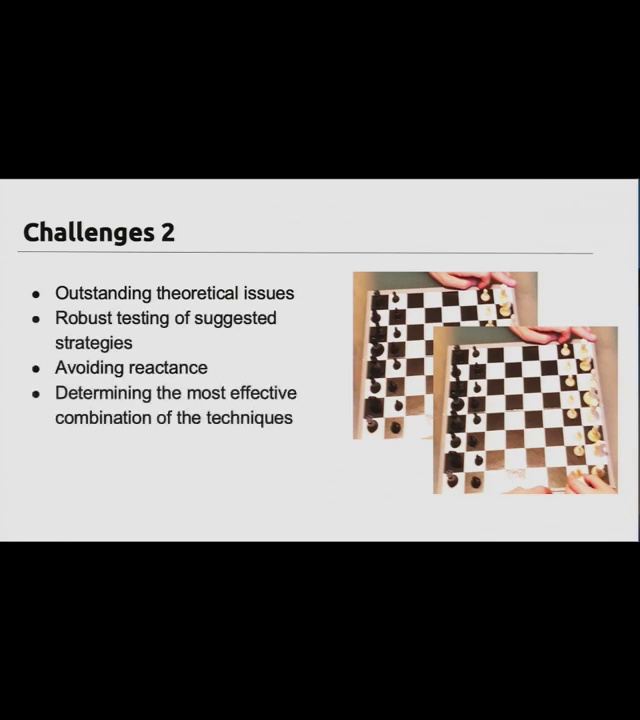 Challenges 2
● Outstanding theoretical issues
● Robust testing of suggested
strategies
● Avoiding reactance
● Determining the most effective
combination of the techniques